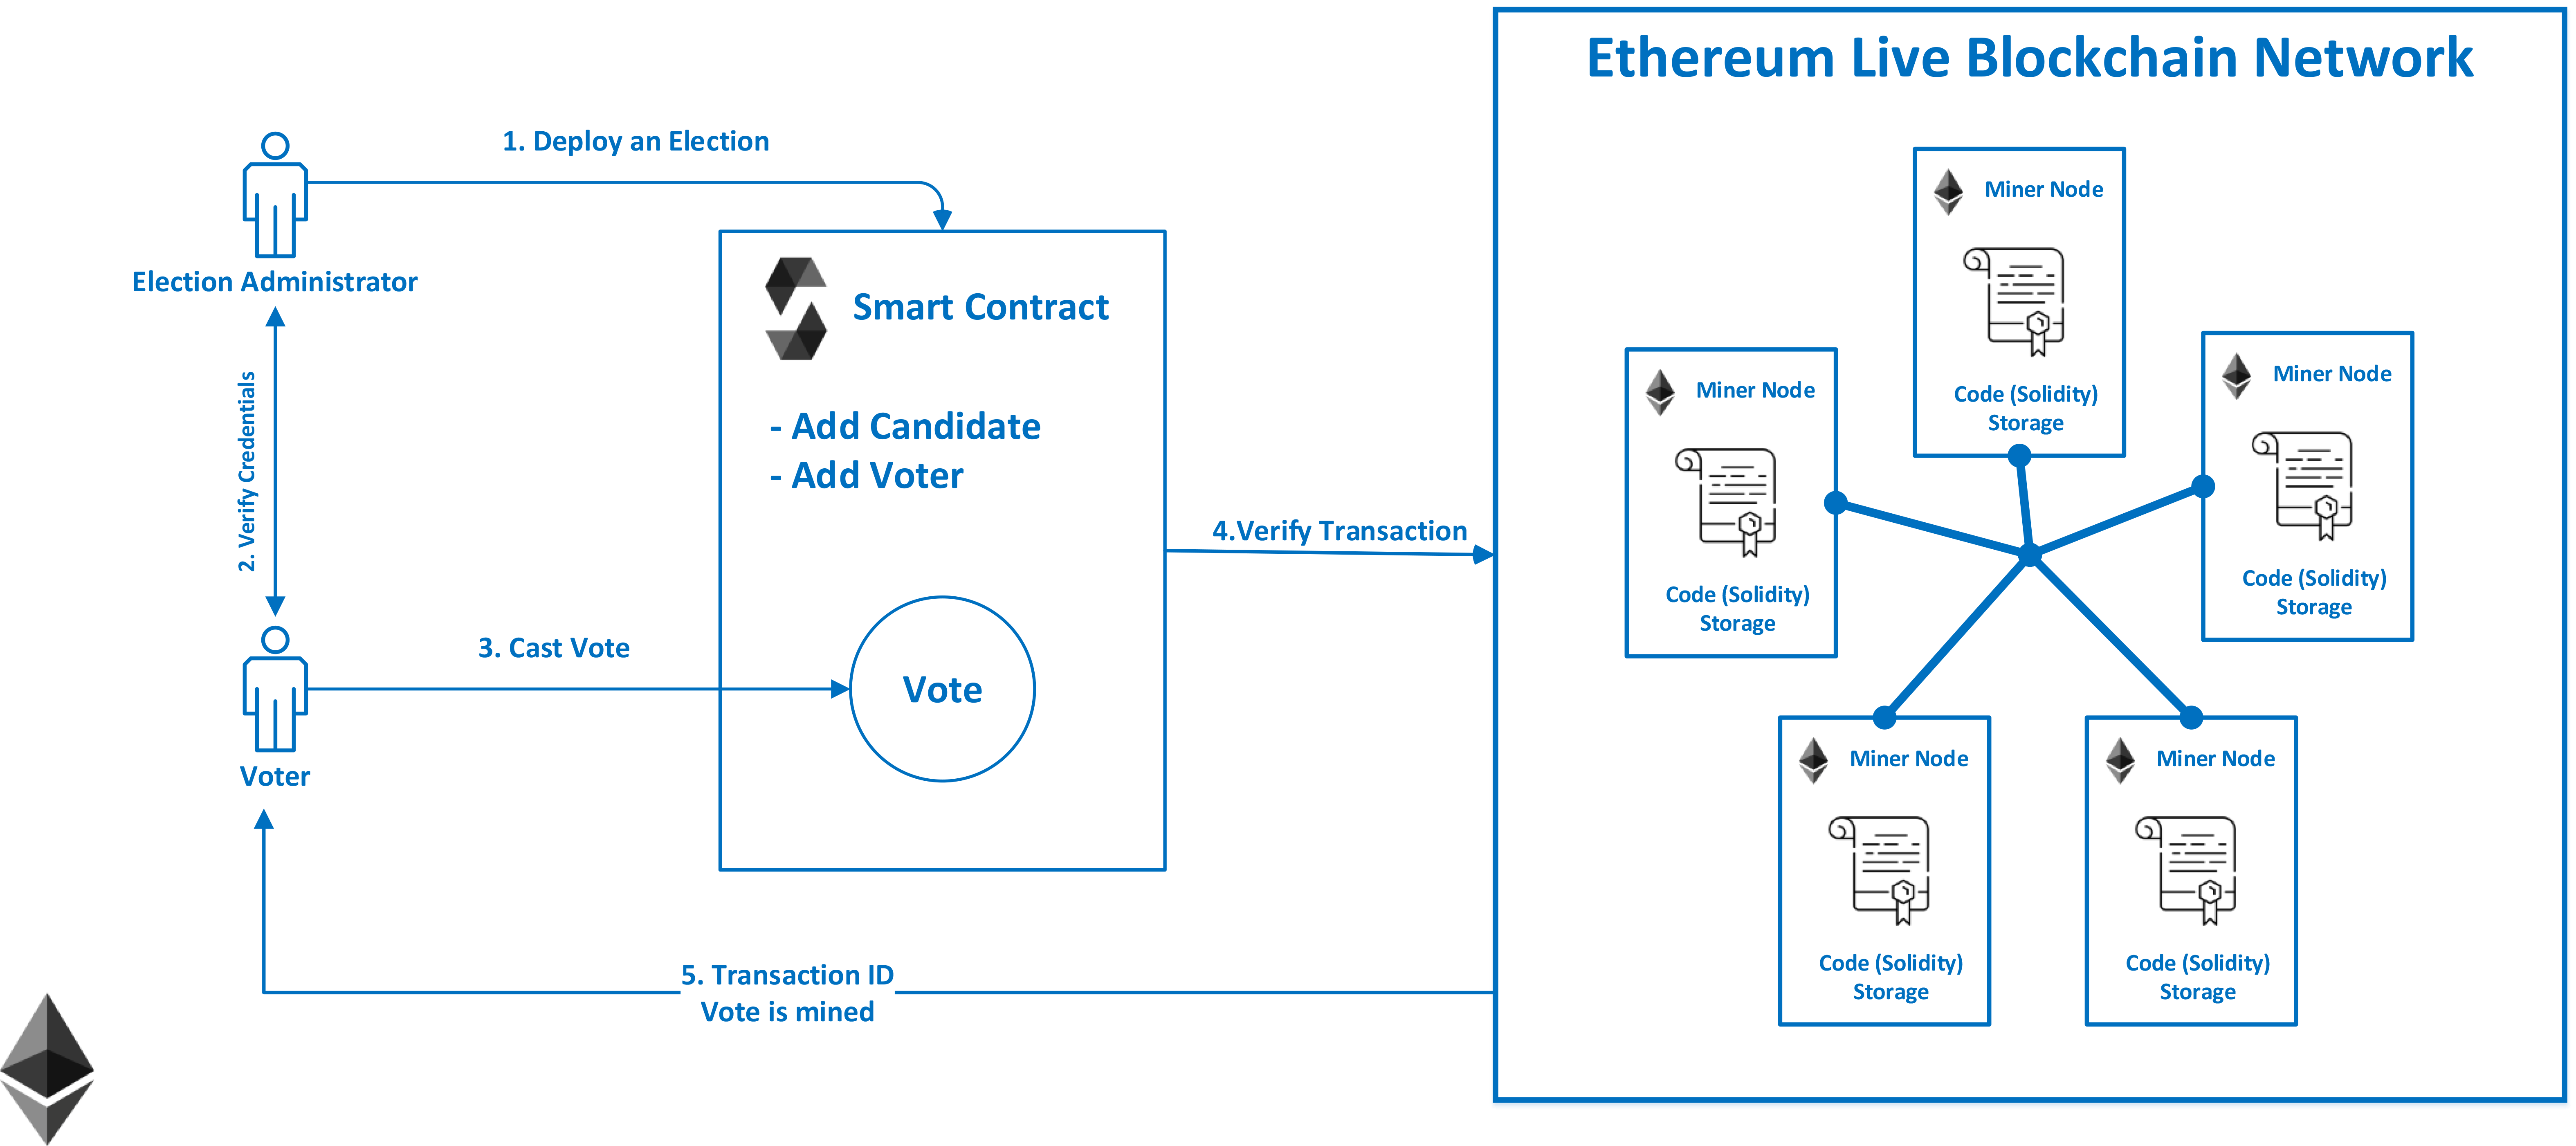 Ethereum Live Blockchain Network
1. Deploy an Election
Election Administrator
2. Verify Credentials
Smart Contract
- Add Candidate
- Add Voter
3. Cast Vote
Vote
Voter
4.Verify Transaction
5. Transaction ID
Vote is mined
Miner Node
Code (Solidity)
Storage
Miner Node
Code (Solidity)
Storage
Miner Node
Code (Solidity)
Storage
Miner Node
Code (Solidity)
Storage
Miner Node
Code (Solidity)
Storage